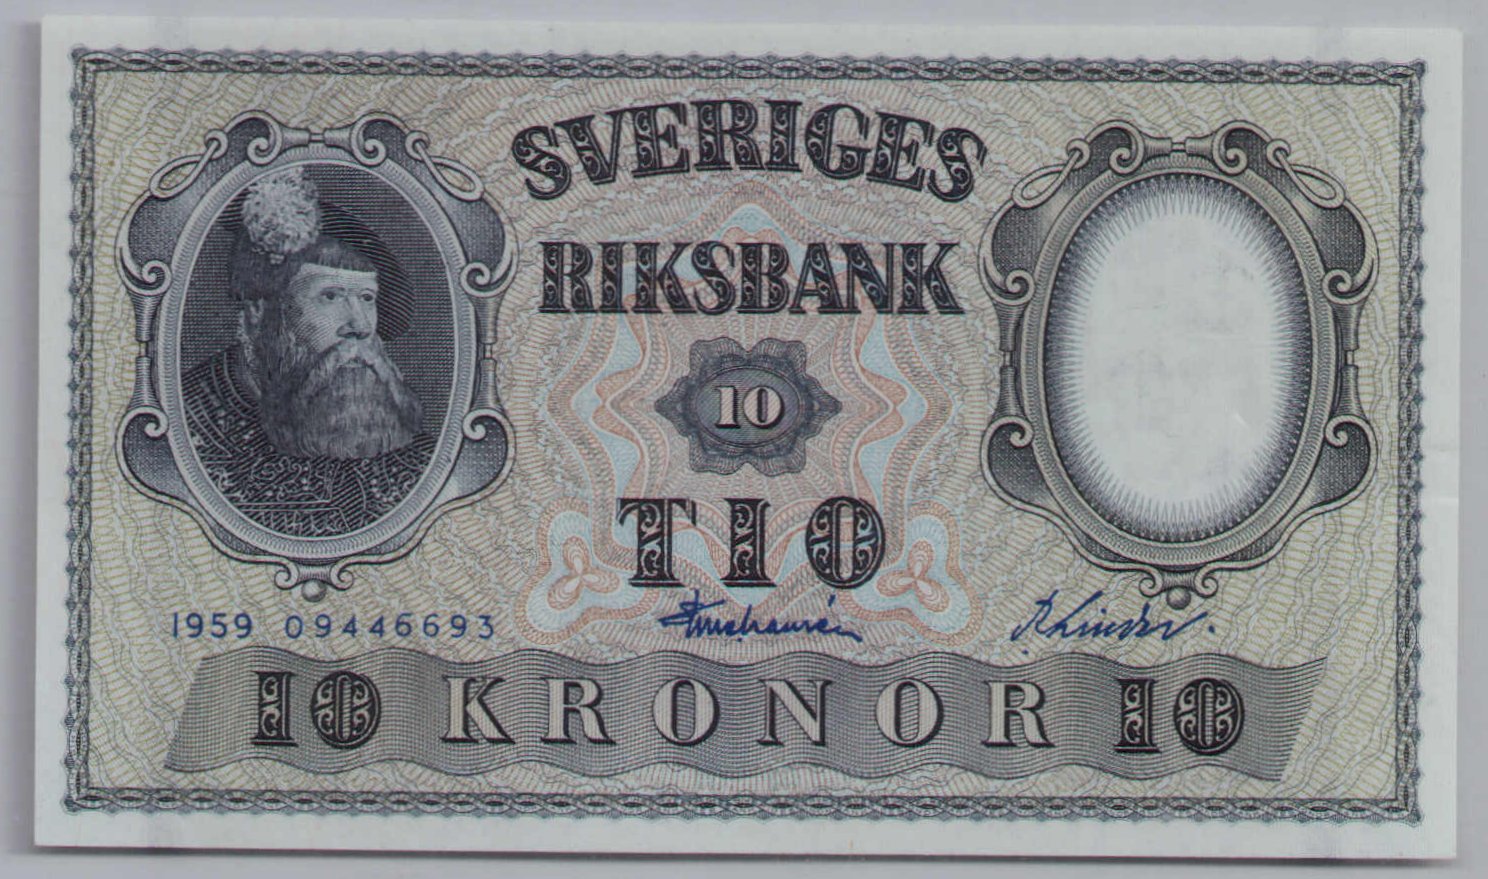 SVERIGES
RIKSBANK
10
TIO
1959 09446693
10 KRONOR 10